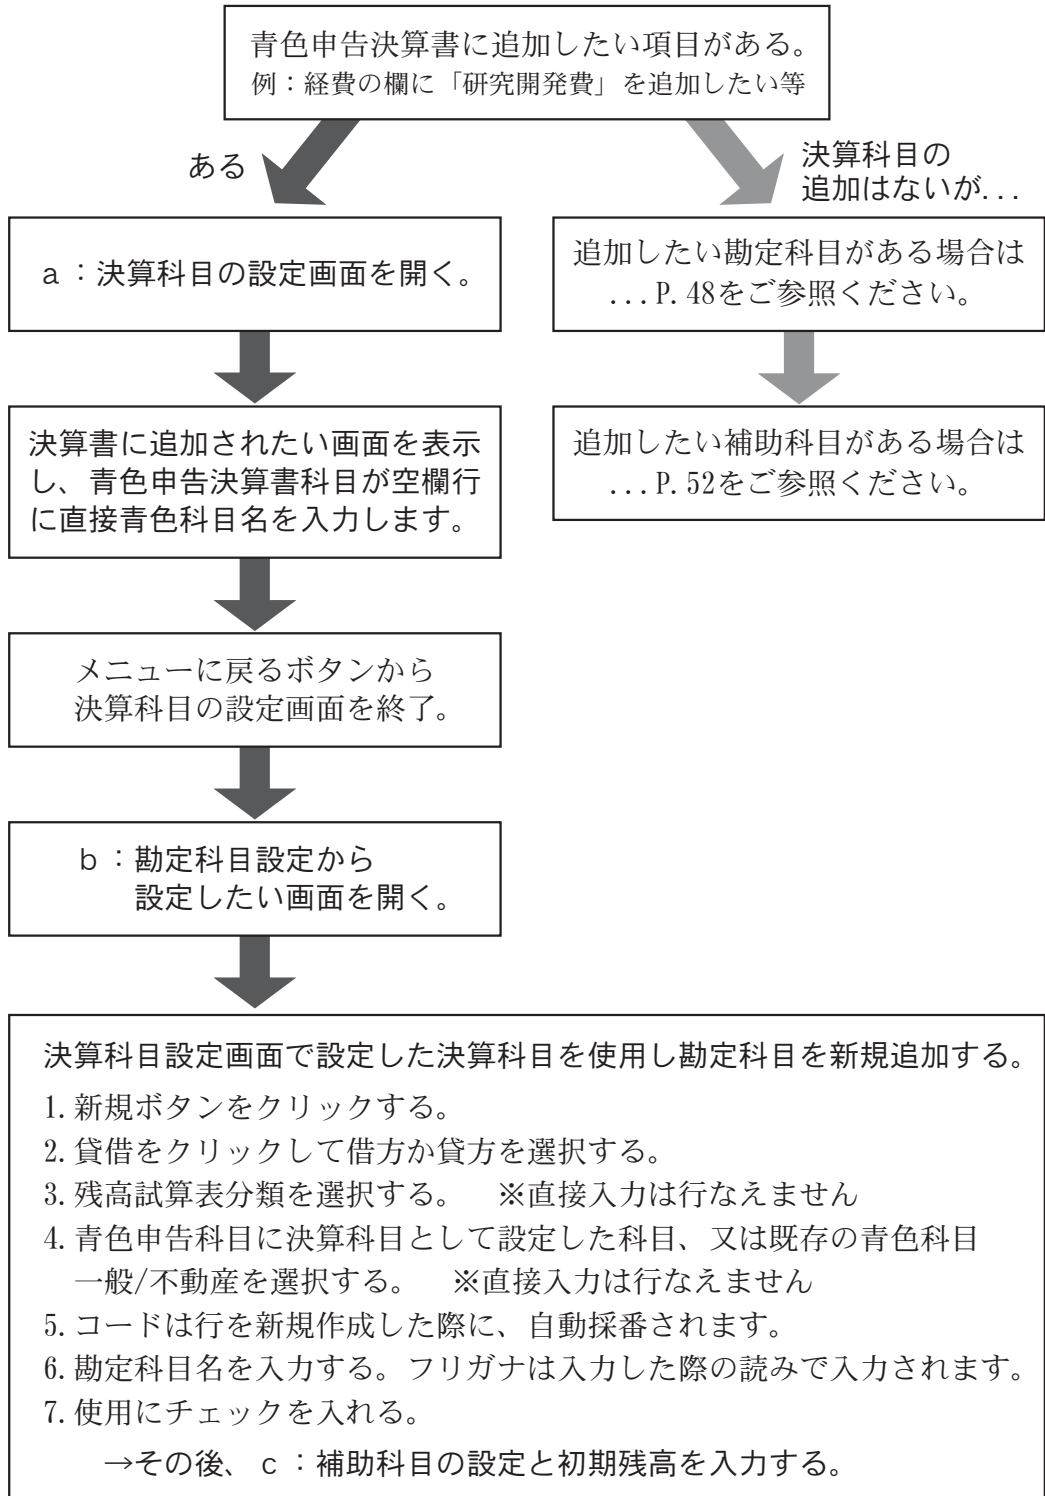 青色申告決算書に追加したい項目がある。
例：経費の欄に「研究開発費」を追加したい等
ある
決算科目の
追加はないが...
a：決算科目の設定画面を開く。
追加したい勘定科目がある場合は
...P.48をご参照ください。
決算書に追加されたい画面を表示
し、青色申告決算書科目が空欄行
に直接青色科目名を入力します。
追加したい補助科目がある場合は
...P.52をご参照ください。
メニューに戻るボタンから
決算科目の設定画面を終了。
b：勘定科目設定から
設定したい画面を開く。
決算科目設定画面で設定した決算科目を使用し勘定科目を新規追加する。
1.新規ボタンをクリックする。
2.貸借をクリックして借方か貸方を選択する。
3.残高試算表分類を選択する。　※直接入力は行なえません
4.青色申告科目に決算科目として設定した科目、又は既存の青色科目
一般/不動産を選択する。　※直接入力は行なえません
5.コードは行を新規作成した際に、自動採番されます。
6.勘定科目名を入力する。フリガナは入力した際の読みで入力されます。
7.使用にチェックを入れる。
→その後、c：補助科目の設定と初期残高を入力する。